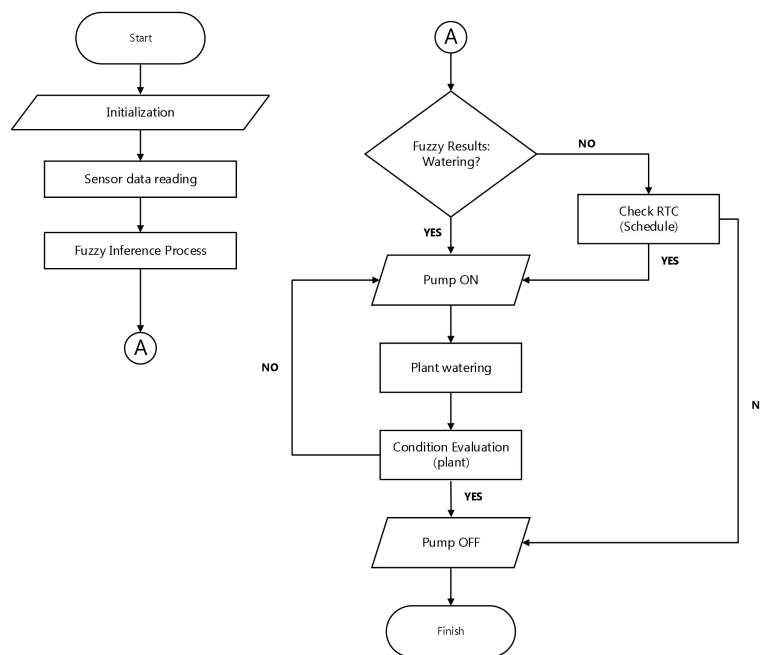 Start
Initialization
Sensor data reading
Fuzzy Inference Process
A
A
Fuzzy Results:
Watering?
NO
Check RTC
(Schedule)
YES
YES
Pump ON
NO
Plant watering
N
Condition Evaluation
(plant)
YES
Pump OFF
Finish